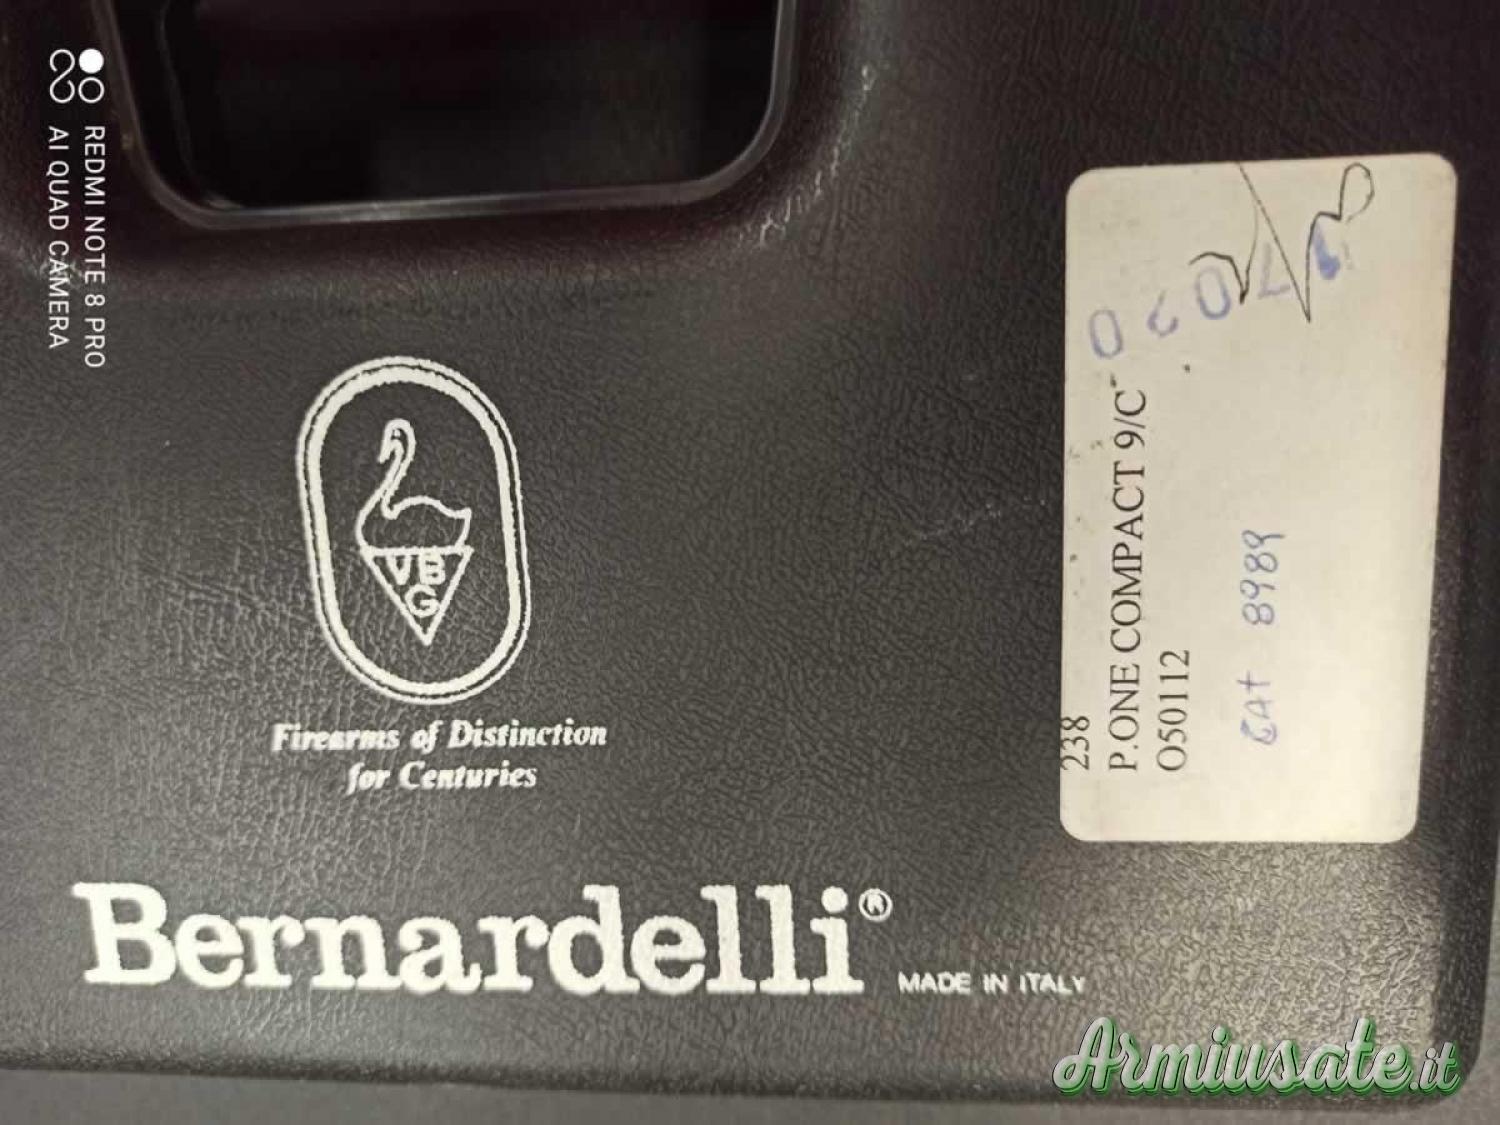 REDMI NOTE 8 PRO
AI QUAD CAMERA
VB
G
Firearms of Distinction
for Centuries
Bernardelli®
MADE IN ITALY
238
P.ONE COMPACT 9/C
O50112
CAT 8989
Armiusate.it